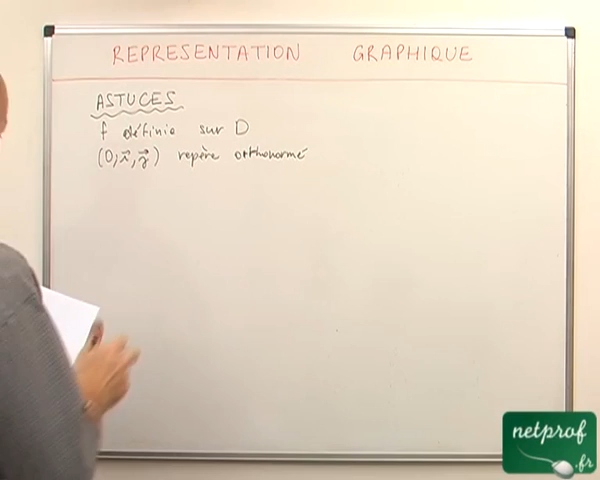 REPRESENTATION GRAPHIQUE
ASTUCES
f définie sur D
(O; i⃗, j⃗) repère orthonormé
netprof
.fr